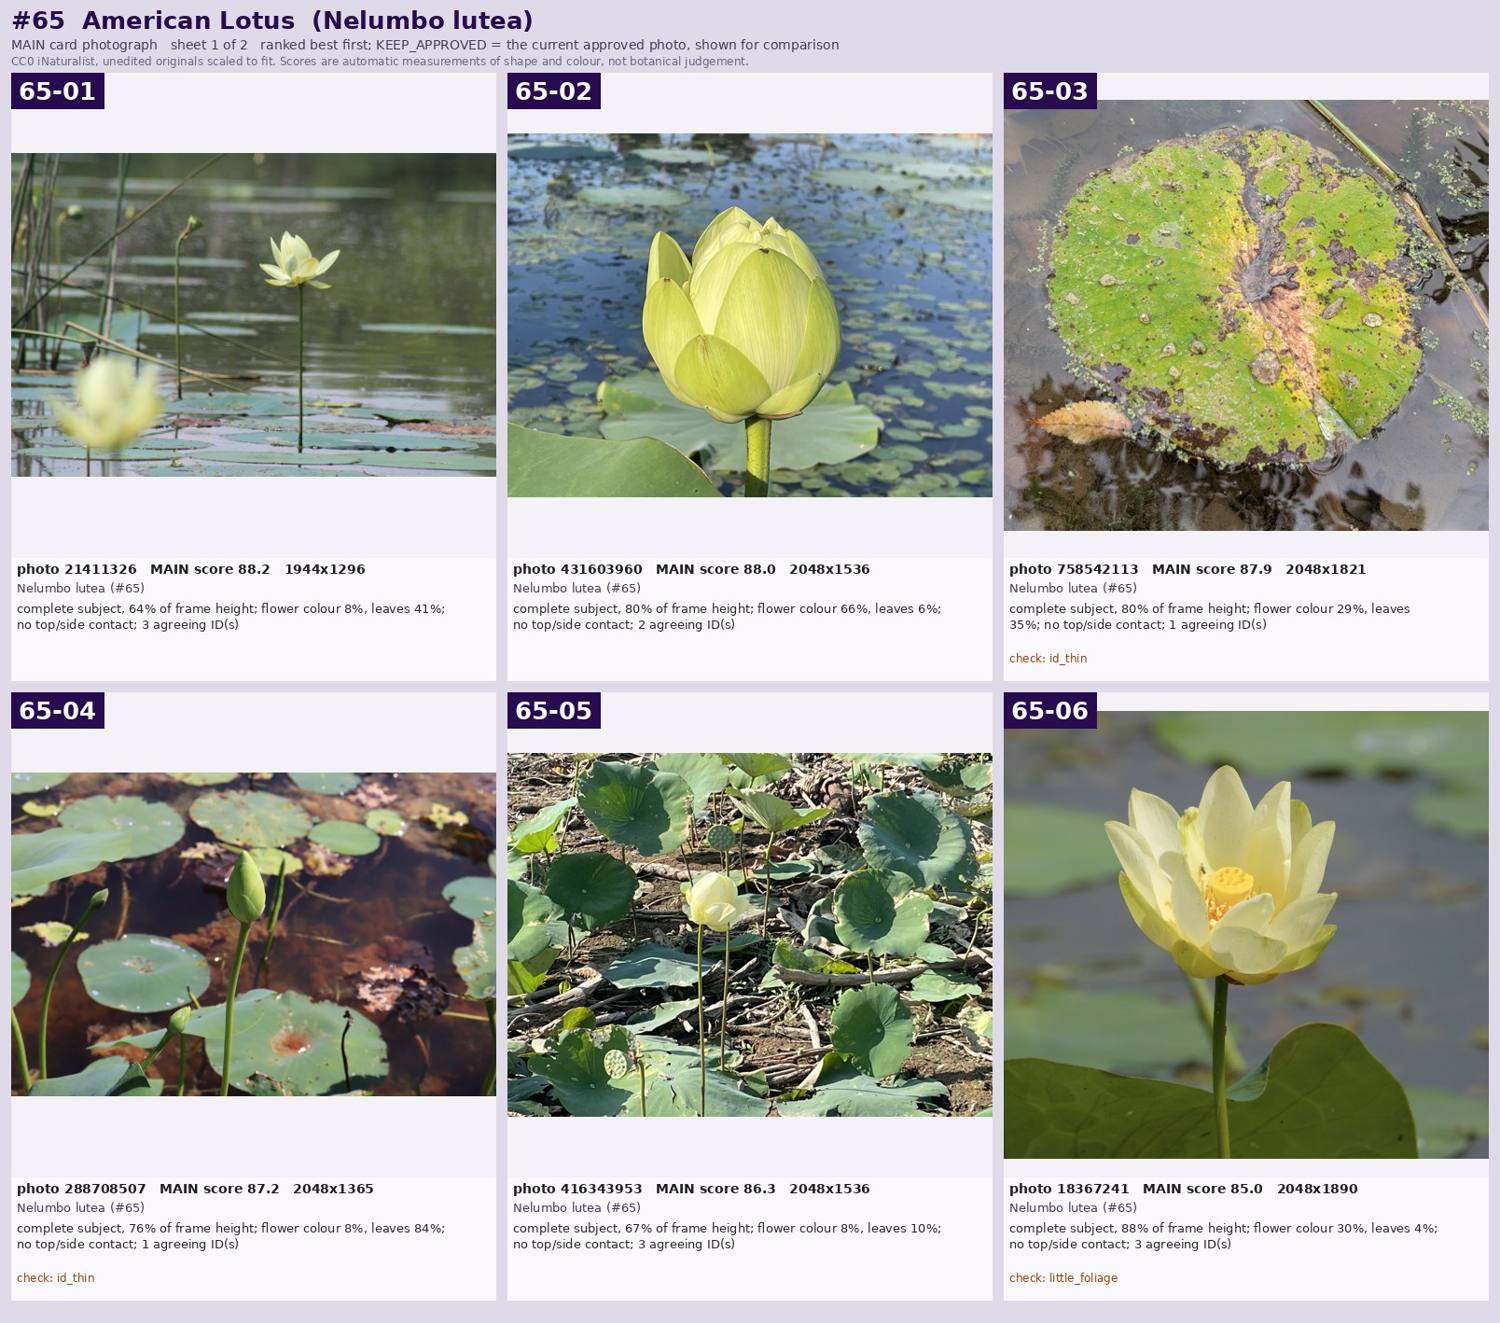 #65  American Lotus  (Nelumbo lutea)
MAIN card photograph   sheet 1 of 2   ranked best first; KEEP_APPROVED = the current approved photo, shown for comparison
CC0 iNaturalist, unedited originals scaled to fit. Scores are automatic measurements of shape and colour, not botanical judgement.
65-01
photo 21411326   MAIN score 88.2   1944x1296
Nelumbo lutea (#65)
complete subject, 64% of frame height; flower colour 8%, leaves 41%;
no top/side contact; 3 agreeing ID(s)
65-02
photo 431603960   MAIN score 88.0   2048x1536
Nelumbo lutea (#65)
complete subject, 80% of frame height; flower colour 66%, leaves 6%;
no top/side contact; 2 agreeing ID(s)
65-03
photo 758542113   MAIN score 87.9   2048x1821
Nelumbo lutea (#65)
complete subject, 80% of frame height; flower colour 29%, leaves
35%; no top/side contact; 1 agreeing ID(s)
check: id_thin
65-04
photo 288708507   MAIN score 87.2   2048x1365
Nelumbo lutea (#65)
complete subject, 76% of frame height; flower colour 8%, leaves 84%;
no top/side contact; 1 agreeing ID(s)
check: id_thin
65-05
photo 416343953   MAIN score 86.3   2048x1536
Nelumbo lutea (#65)
complete subject, 67% of frame height; flower colour 8%, leaves 10%;
no top/side contact; 3 agreeing ID(s)
65-06
photo 18367241   MAIN score 85.0   2048x1890
Nelumbo lutea (#65)
complete subject, 88% of frame height; flower colour 30%, leaves 4%;
no top/side contact; 3 agreeing ID(s)
check: little_foliage